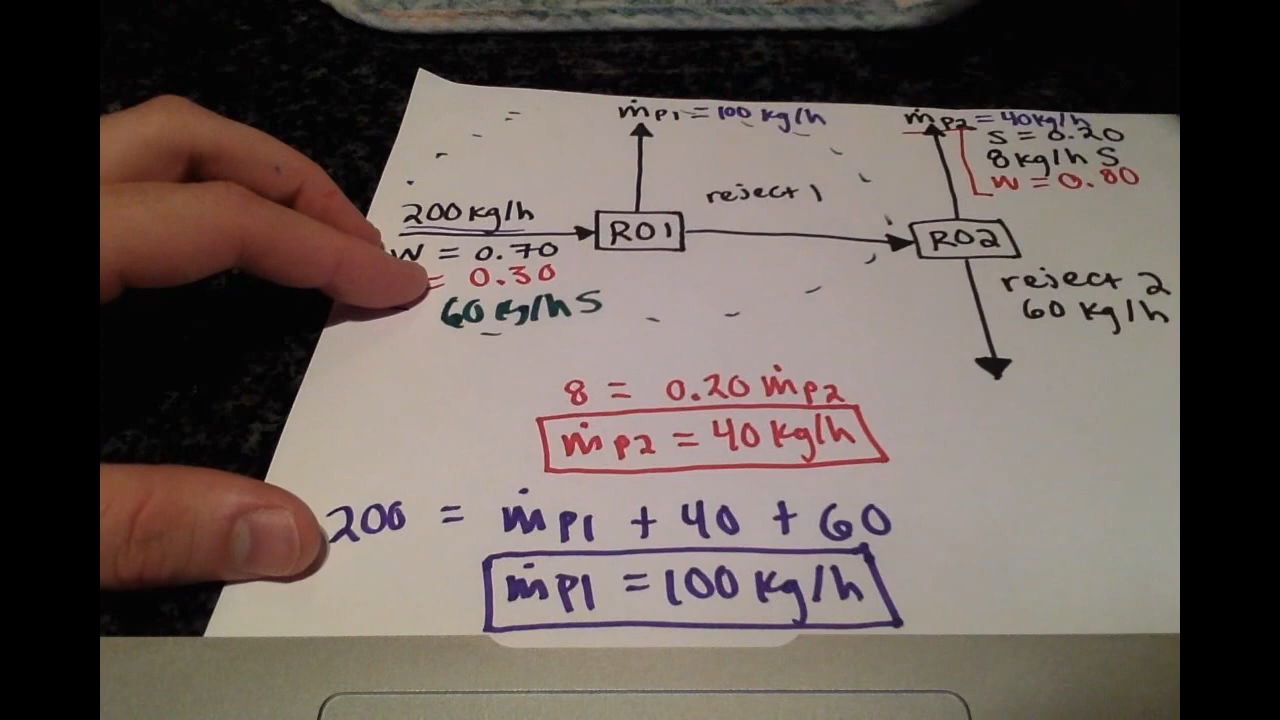 ṁP1 = 100 kg/h
ṁP2 = 40kg/h
S = 0.20
8 kg/h S
W = 0.80
reject 1
200 kg/h
RO1
RO2
W = 0.70
= 0.30
60 kg/h S
reject 2
60 kg/h
8 = 0.20 ṁP2
ṁP2 = 40 kg/h
200 = ṁP1 + 40 + 60
ṁP1 = 100 kg/h